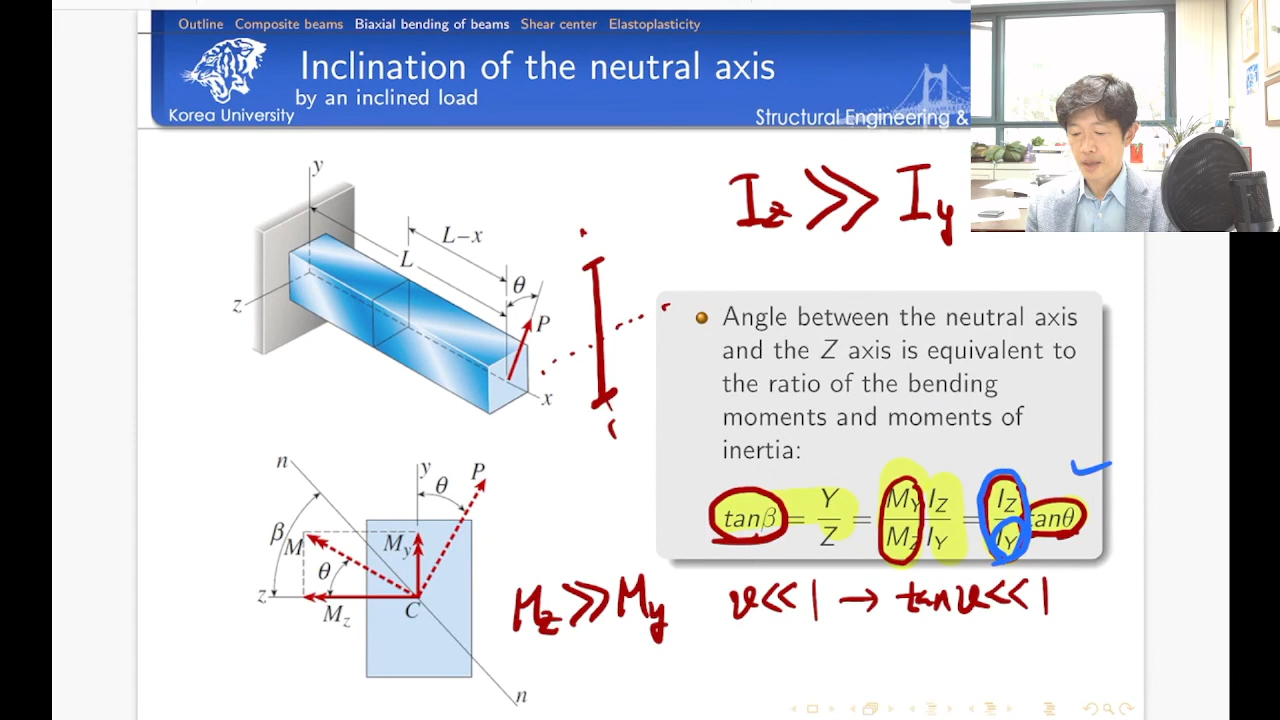 Outline Composite beams Biaxial bending of beams Shear center Elastoplasticity
Inclination of the neutral axis
by an inclined load
Korea University
Structural Engineering &
I_z ≫ I_y
y
L−x
L
θ
z
P
x
Angle between the neutral axis
and the Z axis is equivalent to
the ratio of the bending
moments and moments of
inertia:
tanβ = Y/Z = M_Y I_Z / M_Z I_Y = I_Z/I_Y tanθ
n
y
P
θ
β
M
M_y
θ
z
M_z
C
n
M_z ≫ M_y
θ ≪ 1 → tanθ ≪ 1